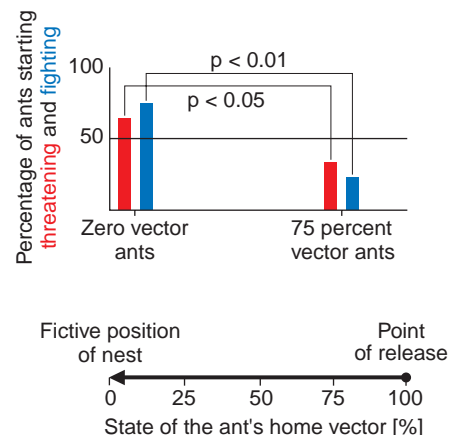 Percentage of ants starting
threatening and fighting
100
50
p < 0.01
p < 0.05
Zero vector
ants
75 percent
vector ants
Fictive position
of nest
Point
of release
0 25 50 75 100
State of the ant's home vector [%]